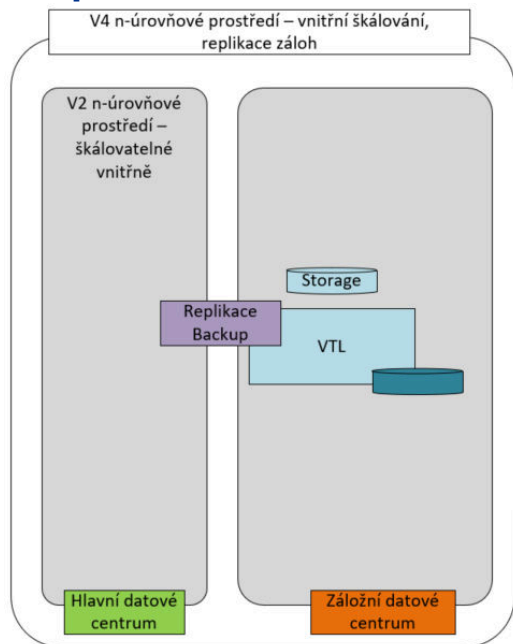 V4 n-úrovňové prostředí – vnitřní škálování,
replikace záloh
V2 n-úrovňové
prostředí –
škálovatelné
vnitřně
Storage
Replikace
Backup
VTL
Hlavní datové
centrum
Záložní datové
centrum